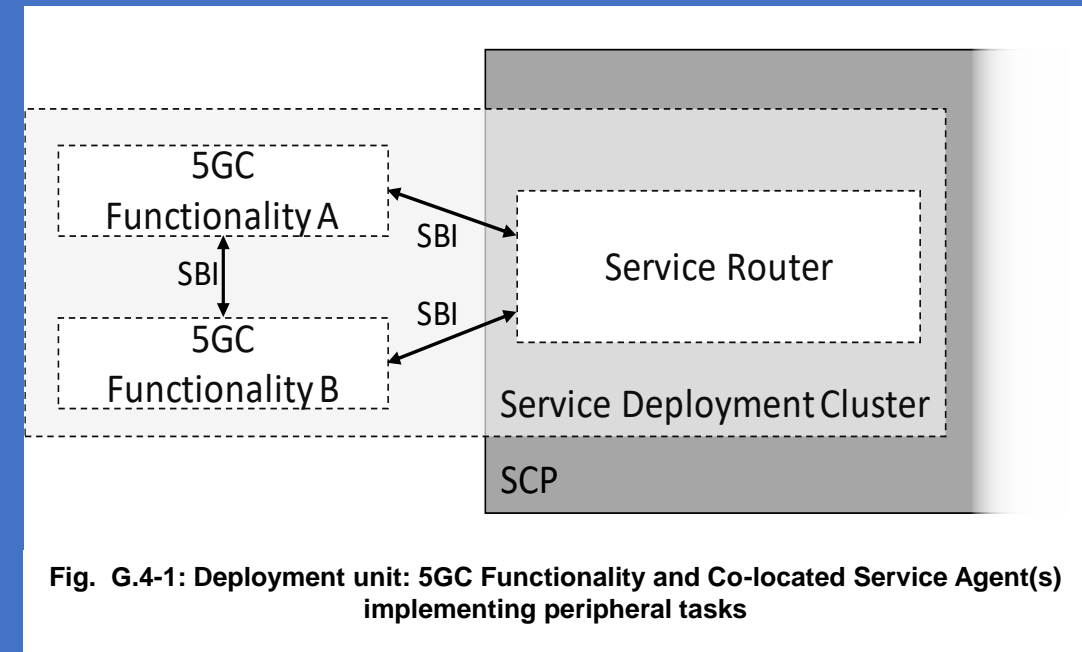 5GC
Functionality A
SBI
SBI
Service Router
SBI
5GC
Functionality B
Service Deployment Cluster
SCP
Fig. G.4-1: Deployment unit: 5GC Functionality and Co-located Service Agent(s)
implementing peripheral tasks